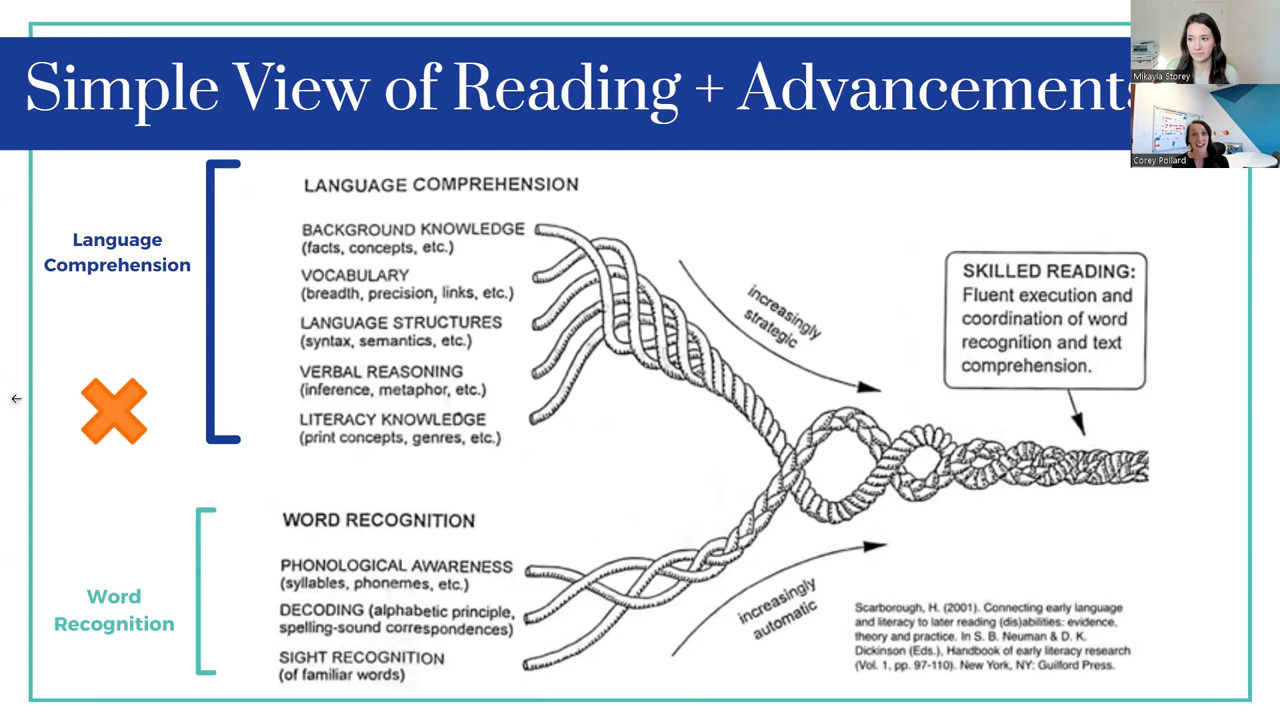 Simple View of Reading + Advancements
Mikayla Storey
Corey Pollard
Language
Comprehension
LANGUAGE COMPREHENSION
BACKGROUND KNOWLEDGE
(facts, concepts, etc.)
VOCABULARY
(breadth, precision, links, etc.)
LANGUAGE STRUCTURES
(syntax, semantics, etc.)
VERBAL REASONING
(inference, metaphor, etc.)
LITERACY KNOWLEDGE
(print concepts, genres, etc.)
increasingly
strategic
SKILLED READING:
Fluent execution and
coordination of word
recognition and text
comprehension.
Word
Recognition
WORD RECOGNITION
PHONOLOGICAL AWARENESS
(syllables, phonemes, etc.)
DECODING (alphabetic principle,
spelling-sound correspondences)
SIGHT RECOGNITION
(of familiar words)
increasingly
automatic
Scarborough, H. (2001). Connecting early language
and literacy to later reading (dis)abilities: evidence,
theory and practice. In S. B. Neuman & D. K.
Dickinson (Eds.), Handbook of early literacy research
(Vol. 1, pp. 97-110). New York, NY: Guilford Press.